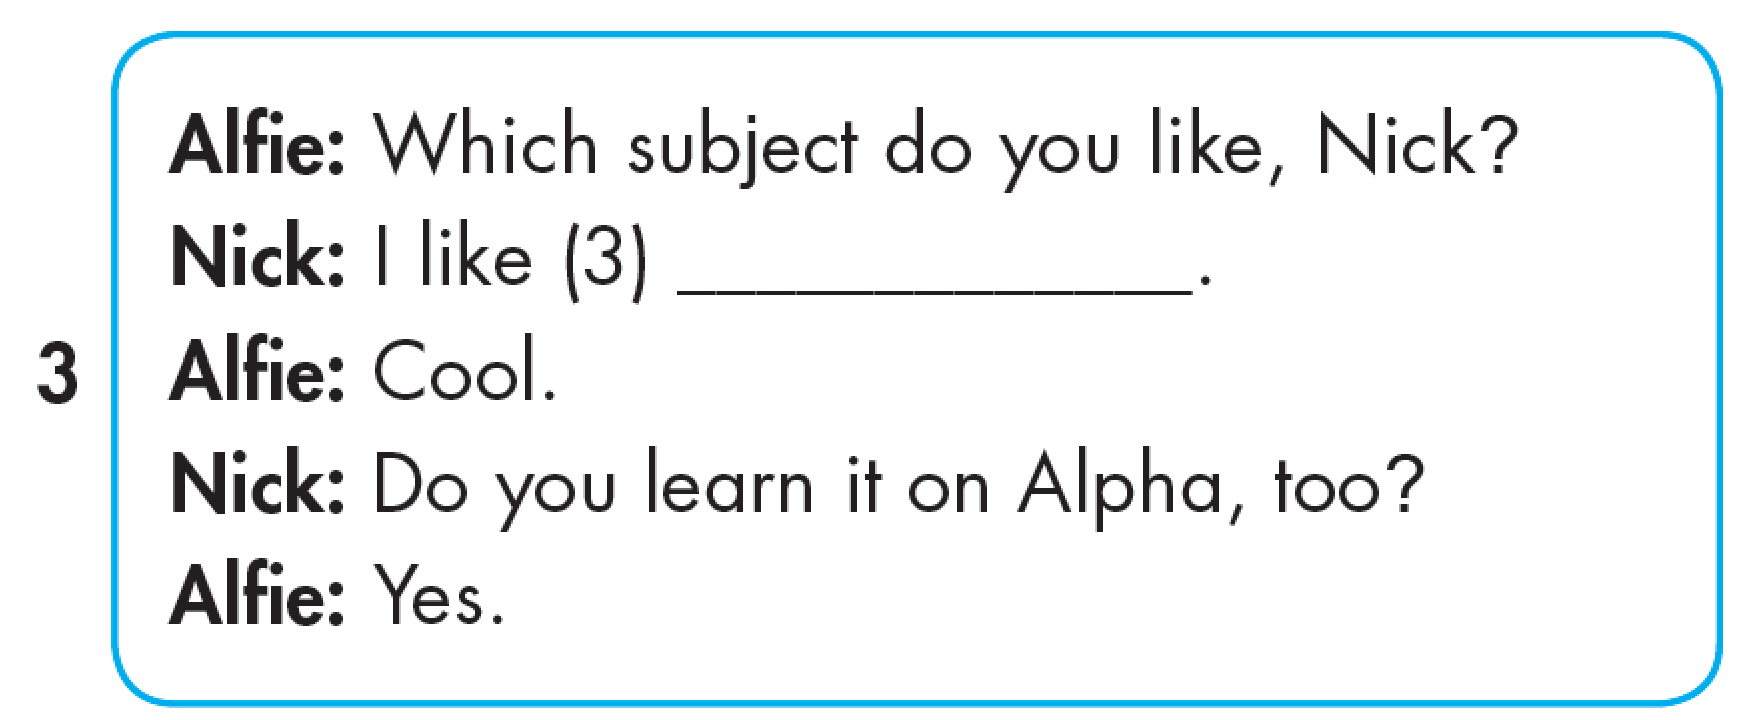 Alfie: Which subject do you like, Nick?
Nick: I like (3) _____________.
3 Alfie: Cool.
Nick: Do you learn it on Alpha, too?
Alfie: Yes.